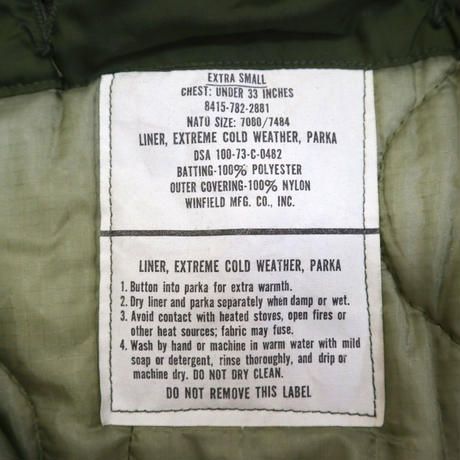 EXTRA SMALL
CHEST: UNDER 33 INCHES
8415-782-2881
NATO SIZE: 7080/7484
LINER, EXTREME COLD WEATHER, PARKA
DSA 100-73-C-0482
BATTING-100% POLYESTER
OUTER COVERING-100% NYLON
WINFIELD MFG. CO., INC.
LINER, EXTREME COLD WEATHER, PARKA
1. Button into parka for extra warmth.
2. Dry liner and parka separately when damp or wet.
3. Avoid contact with heated stoves, open fires or
other heat sources; fabric may fuse.
4. Wash by hand or machine in warm water with mild
soap or detergent, rinse thoroughly, and drip or
machine dry. DO NOT DRY CLEAN.
DO NOT REMOVE THIS LABEL